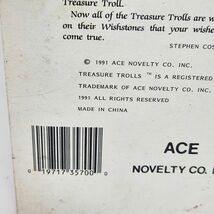 Treasure Troll.
Now all of the Treasure Trolls are w
on their Wishstones that your wishes
come true.
STEPHEN COS
© 1991 ACE NOVELTY CO. INC.
TREASURE TROLLS ™ IS A REGISTERED
TRADEMARK OF ACE NOVELTY CO. INC.
1991 ALL RIGHTS RESERVED
MADE IN CHINA
ACE
NOVELTY CO. I
0 19717 35700 0